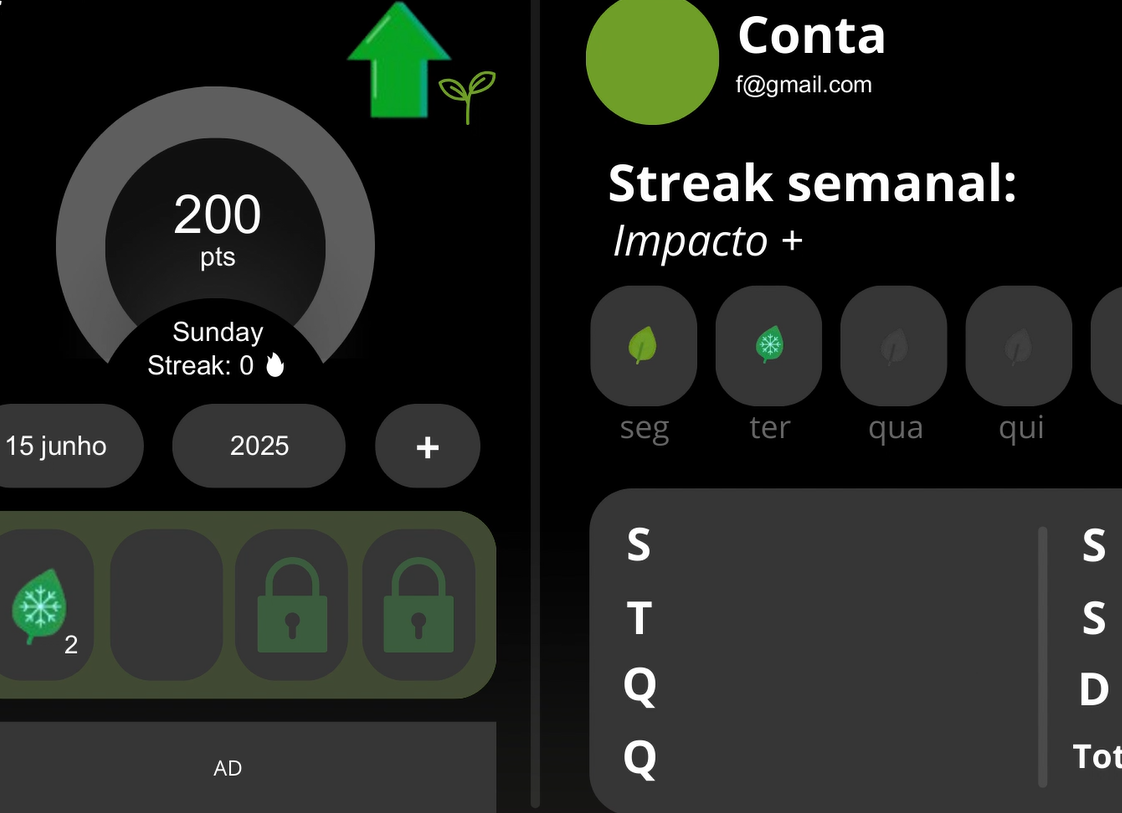 200
pts
Sunday
Streak: 0
15 junho
2025
+
2
AD
Conta
f@gmail.com
Streak semanal:
Impacto +
seg
ter
qua
qui
S
T
Q
Q
S
S
D
Tot